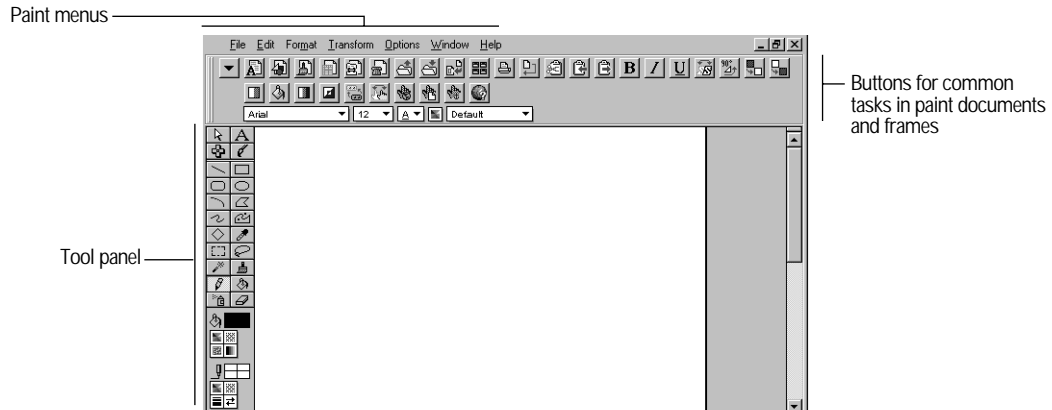 Paint menus
File Edit Format Transform Options Window Help
B I U
90°
Arial 12 A Default
A
Buttons for common
tasks in paint documents
and frames
Tool panel